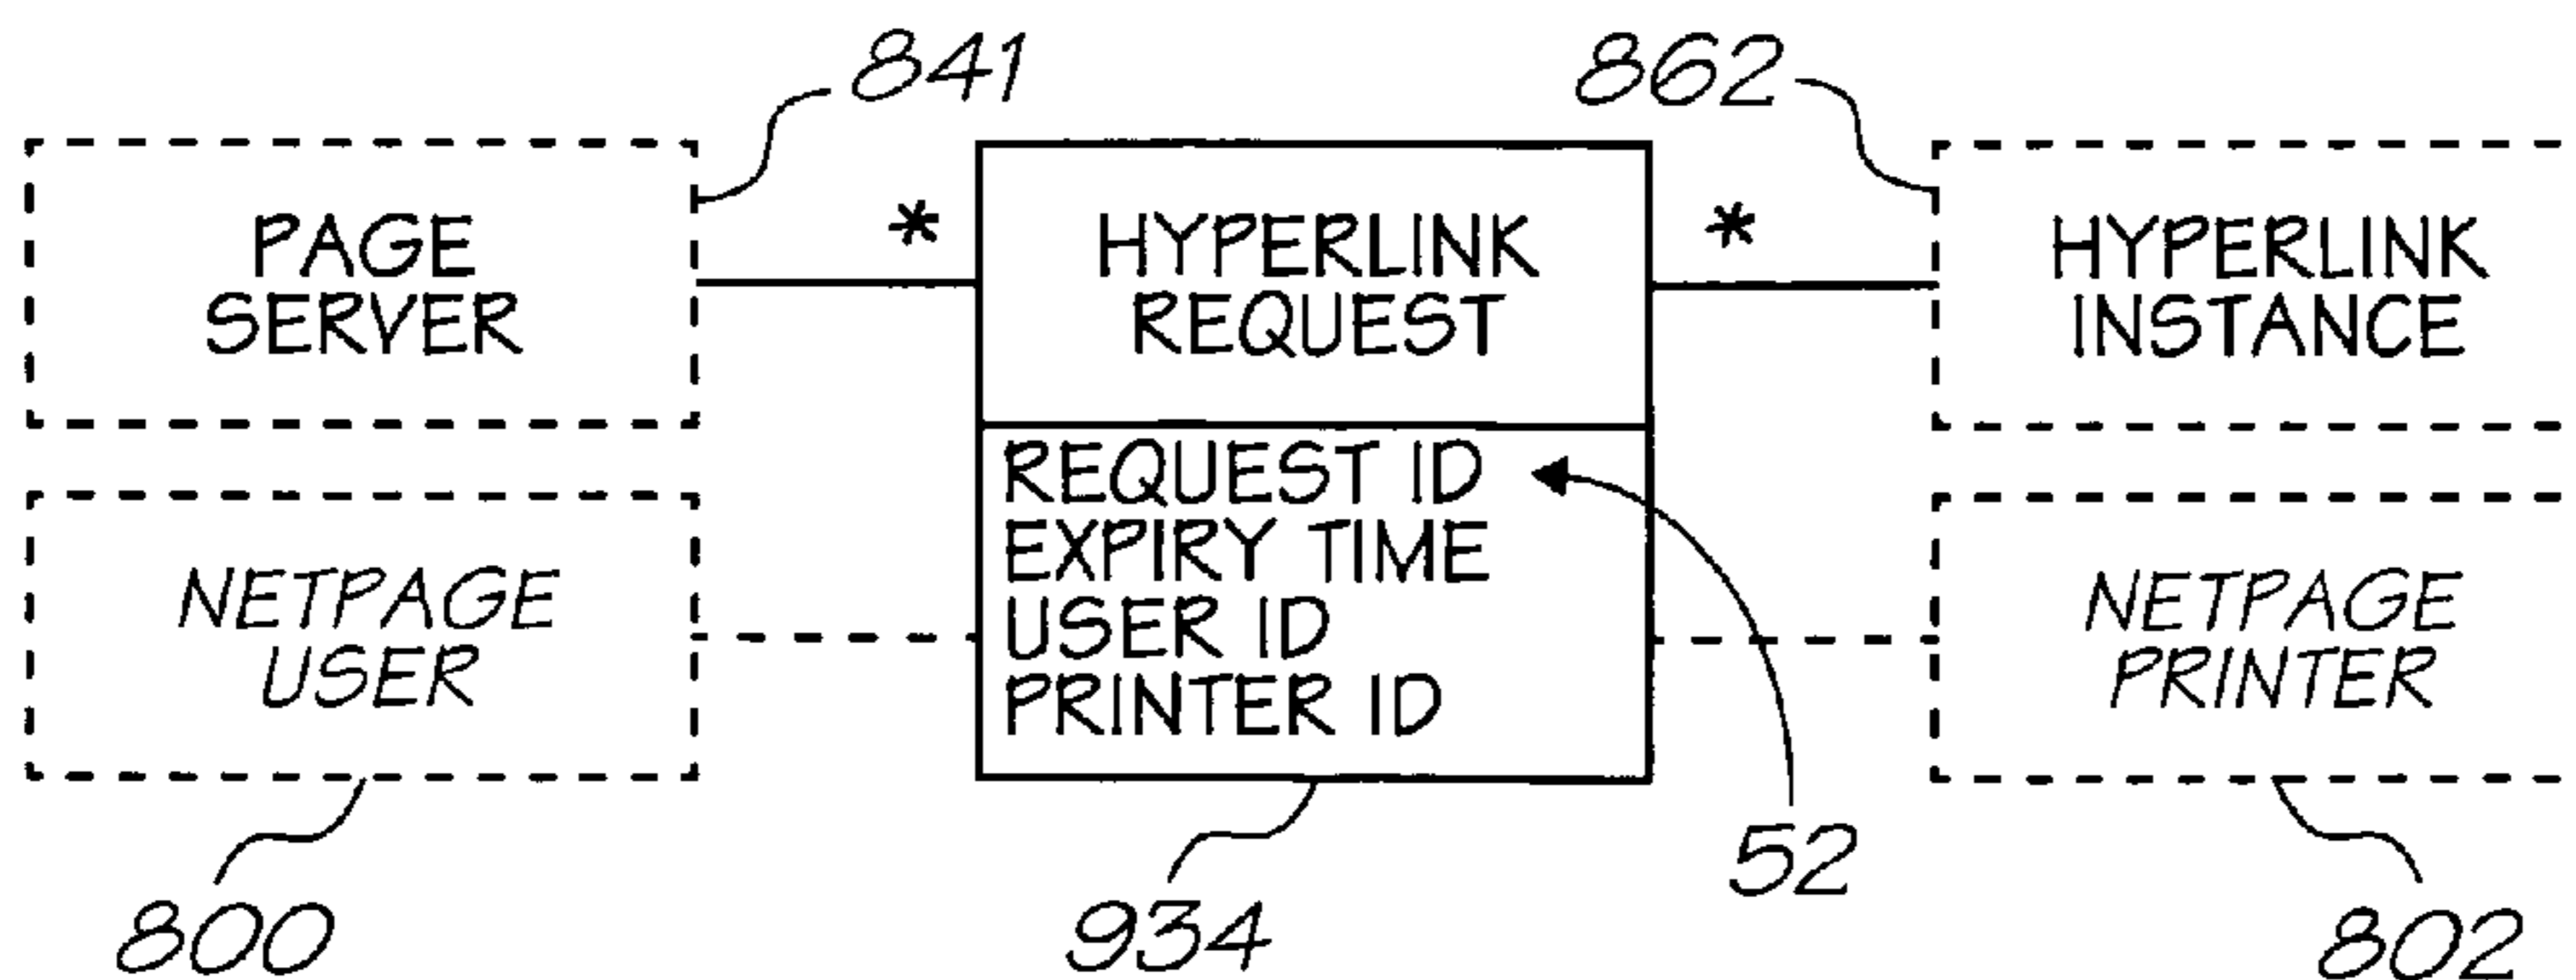 841
862
PAGE
SERVER
*
HYPERLINK
REQUEST
*
HYPERLINK
INSTANCE
REQUEST ID
EXPIRY TIME
USER ID
PRINTER ID
NETPAGE
USER
NETPAGE
PRINTER
52
800
934
802